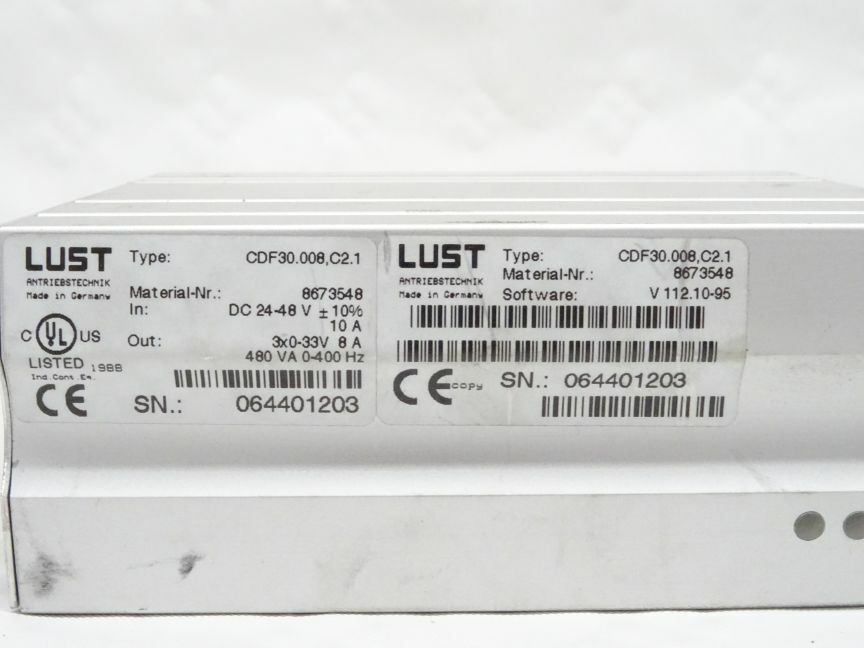 LUST
ANTRIEBSTECHNIK
Made in Germany
Type: CDF30.008,C2.1
Material-Nr.: 8673548
In: DC 24-48 V ±10%
10 A
Out: 3x0-33V 8 A
480 VA 0-400 Hz
C UL US
LISTED 1988
Ind.Cont.Eq.
CE
SN.: 064401203
LUST
ANTRIEBSTECHNIK
Made in Germany
Type: CDF30.008,C2.1
Material-Nr.: 8673548
Software: V 112.10-95
CE copy SN.: 064401203